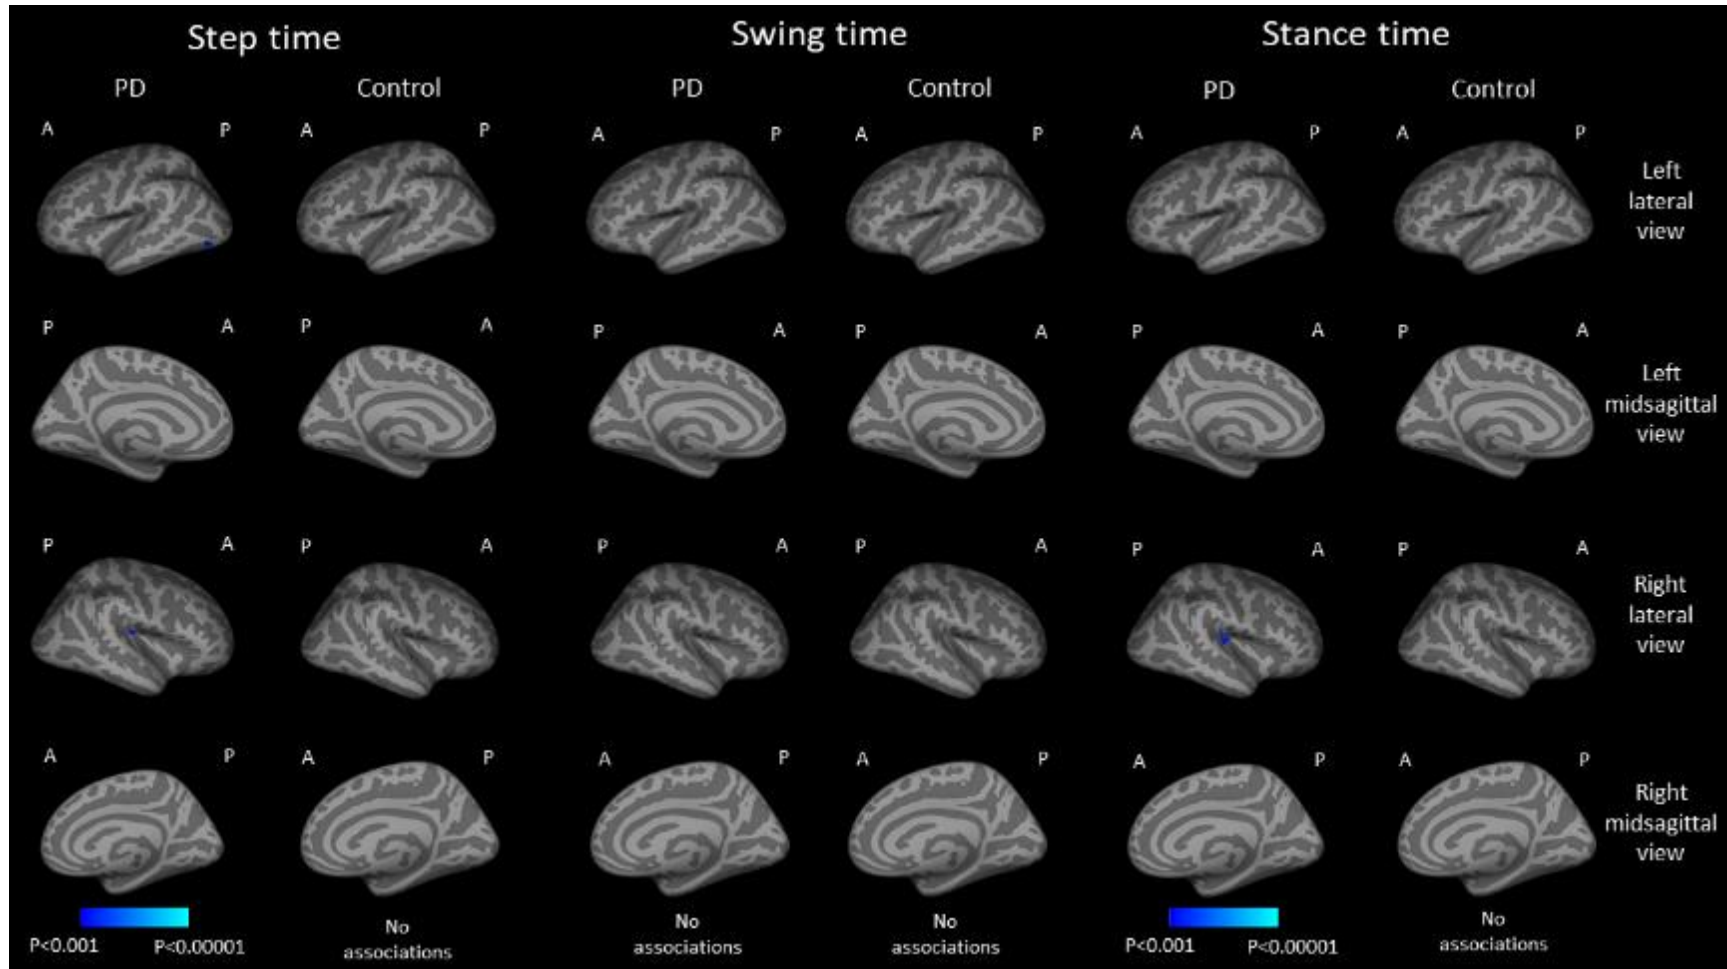 Step time Swing time Stance time
PD Control PD Control PD Control
A P A P A P A P A P A P
Left
lateral
view
P A P A P A P A P A P A
Left
midsagittal
view
P A P A P A P A P A P A
Right
lateral
view
A P A P A P A P A P A P
Right
midsagittal
view
P<0.001 P<0.00001
No
associations
No
associations
No
associations
P<0.001 P<0.00001
No
associations